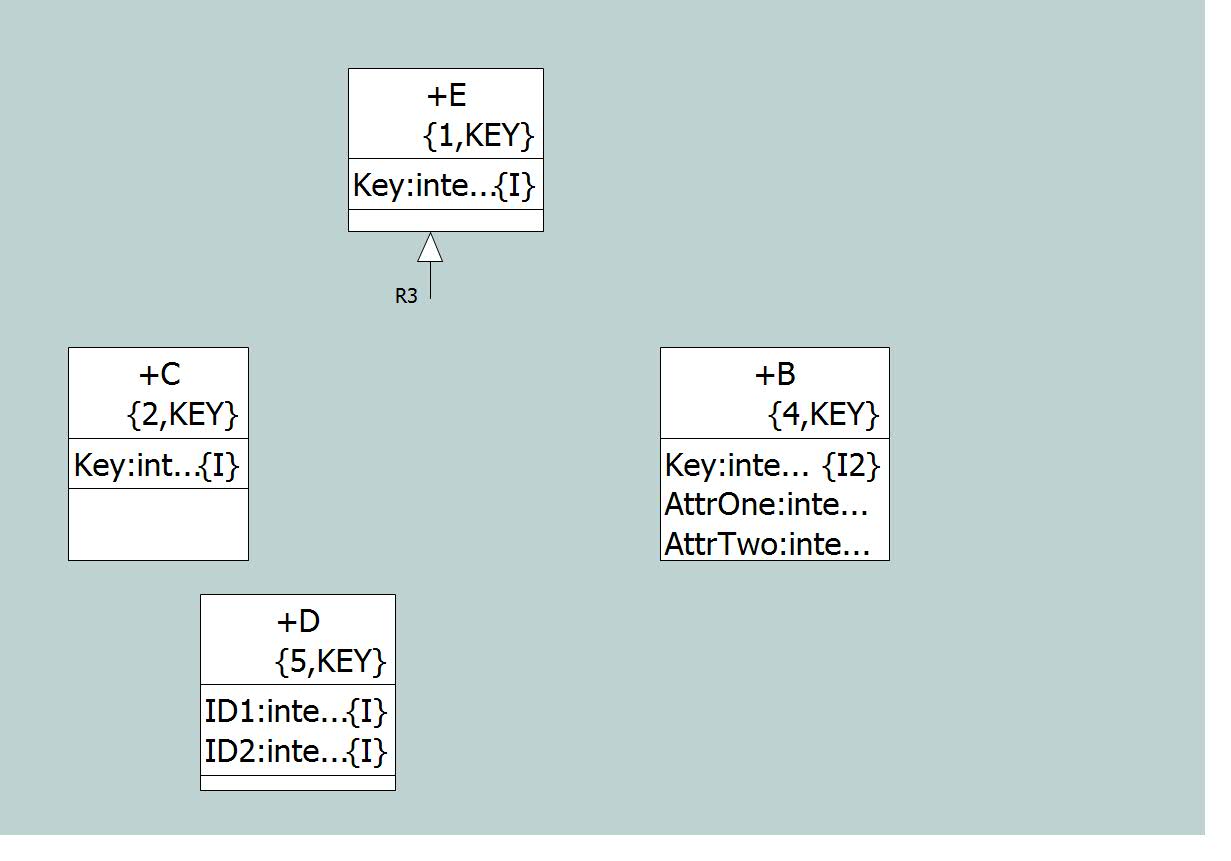 +E
{1,KEY}
Key:inte...{I}
R3
+C
{2,KEY}
Key:int...{I}
+B
{4,KEY}
Key:inte... {I2}
AttrOne:inte...
AttrTwo:inte...
+D
{5,KEY}
ID1:inte...{I}
ID2:inte...{I}